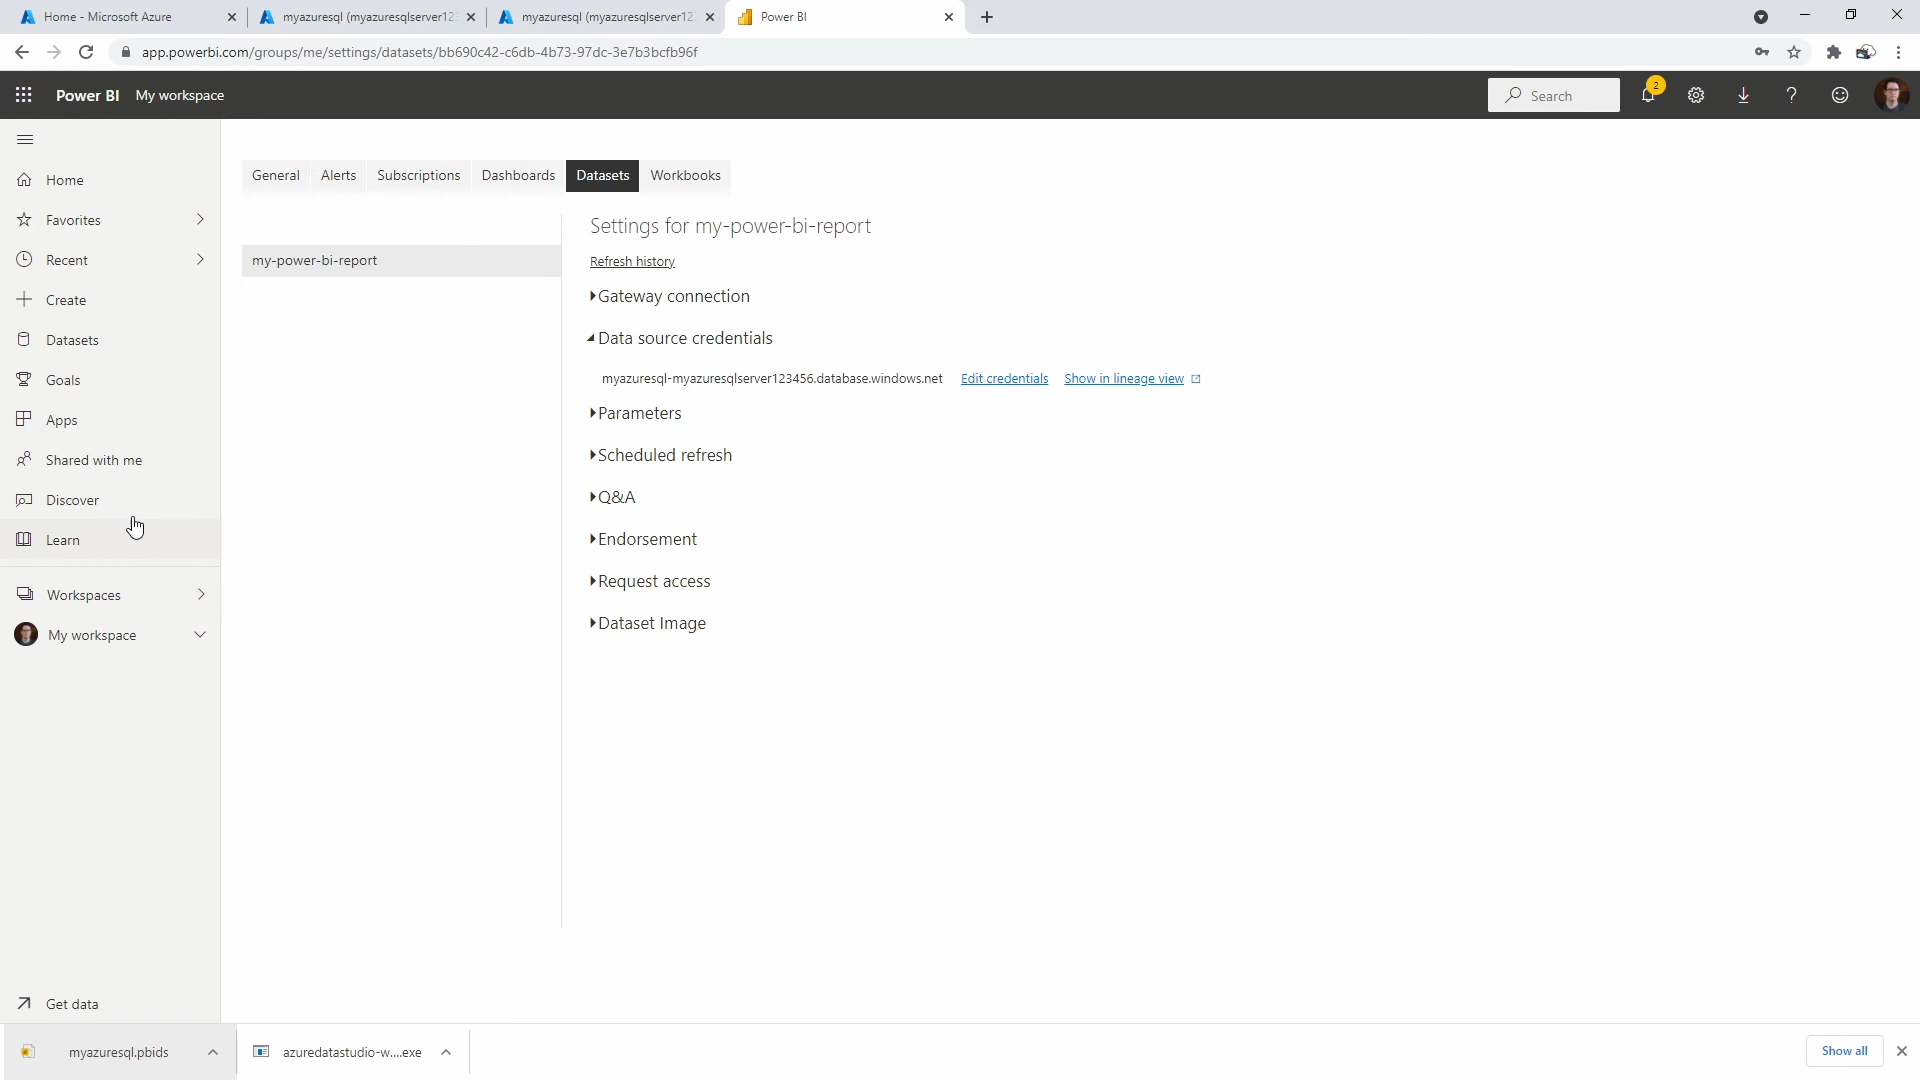 Home - Microsoft Azure
myazuresql (myazuresqlserver12
myazuresql (myazuresqlserver12
Power BI
app.powerbi.com/groups/me/settings/datasets/bb690c42-c6db-4b73-97dc-3e7b3bcfb96f
Power BI My workspace
Search
2
Home
Favorites
Recent
Create
Datasets
Goals
Apps
Shared with me
Discover
Learn
Workspaces
My workspace
Get data
General Alerts Subscriptions Dashboards Datasets Workbooks
my-power-bi-report
Settings for my-power-bi-report
Refresh history
Gateway connection
Data source credentials
myazuresql-myazuresqlserver123456.database.windows.net Edit credentials Show in lineage view
Parameters
Scheduled refresh
Q&A
Endorsement
Request access
Dataset Image
myazuresql.pbids
azuredatastudio-w....exe
Show all